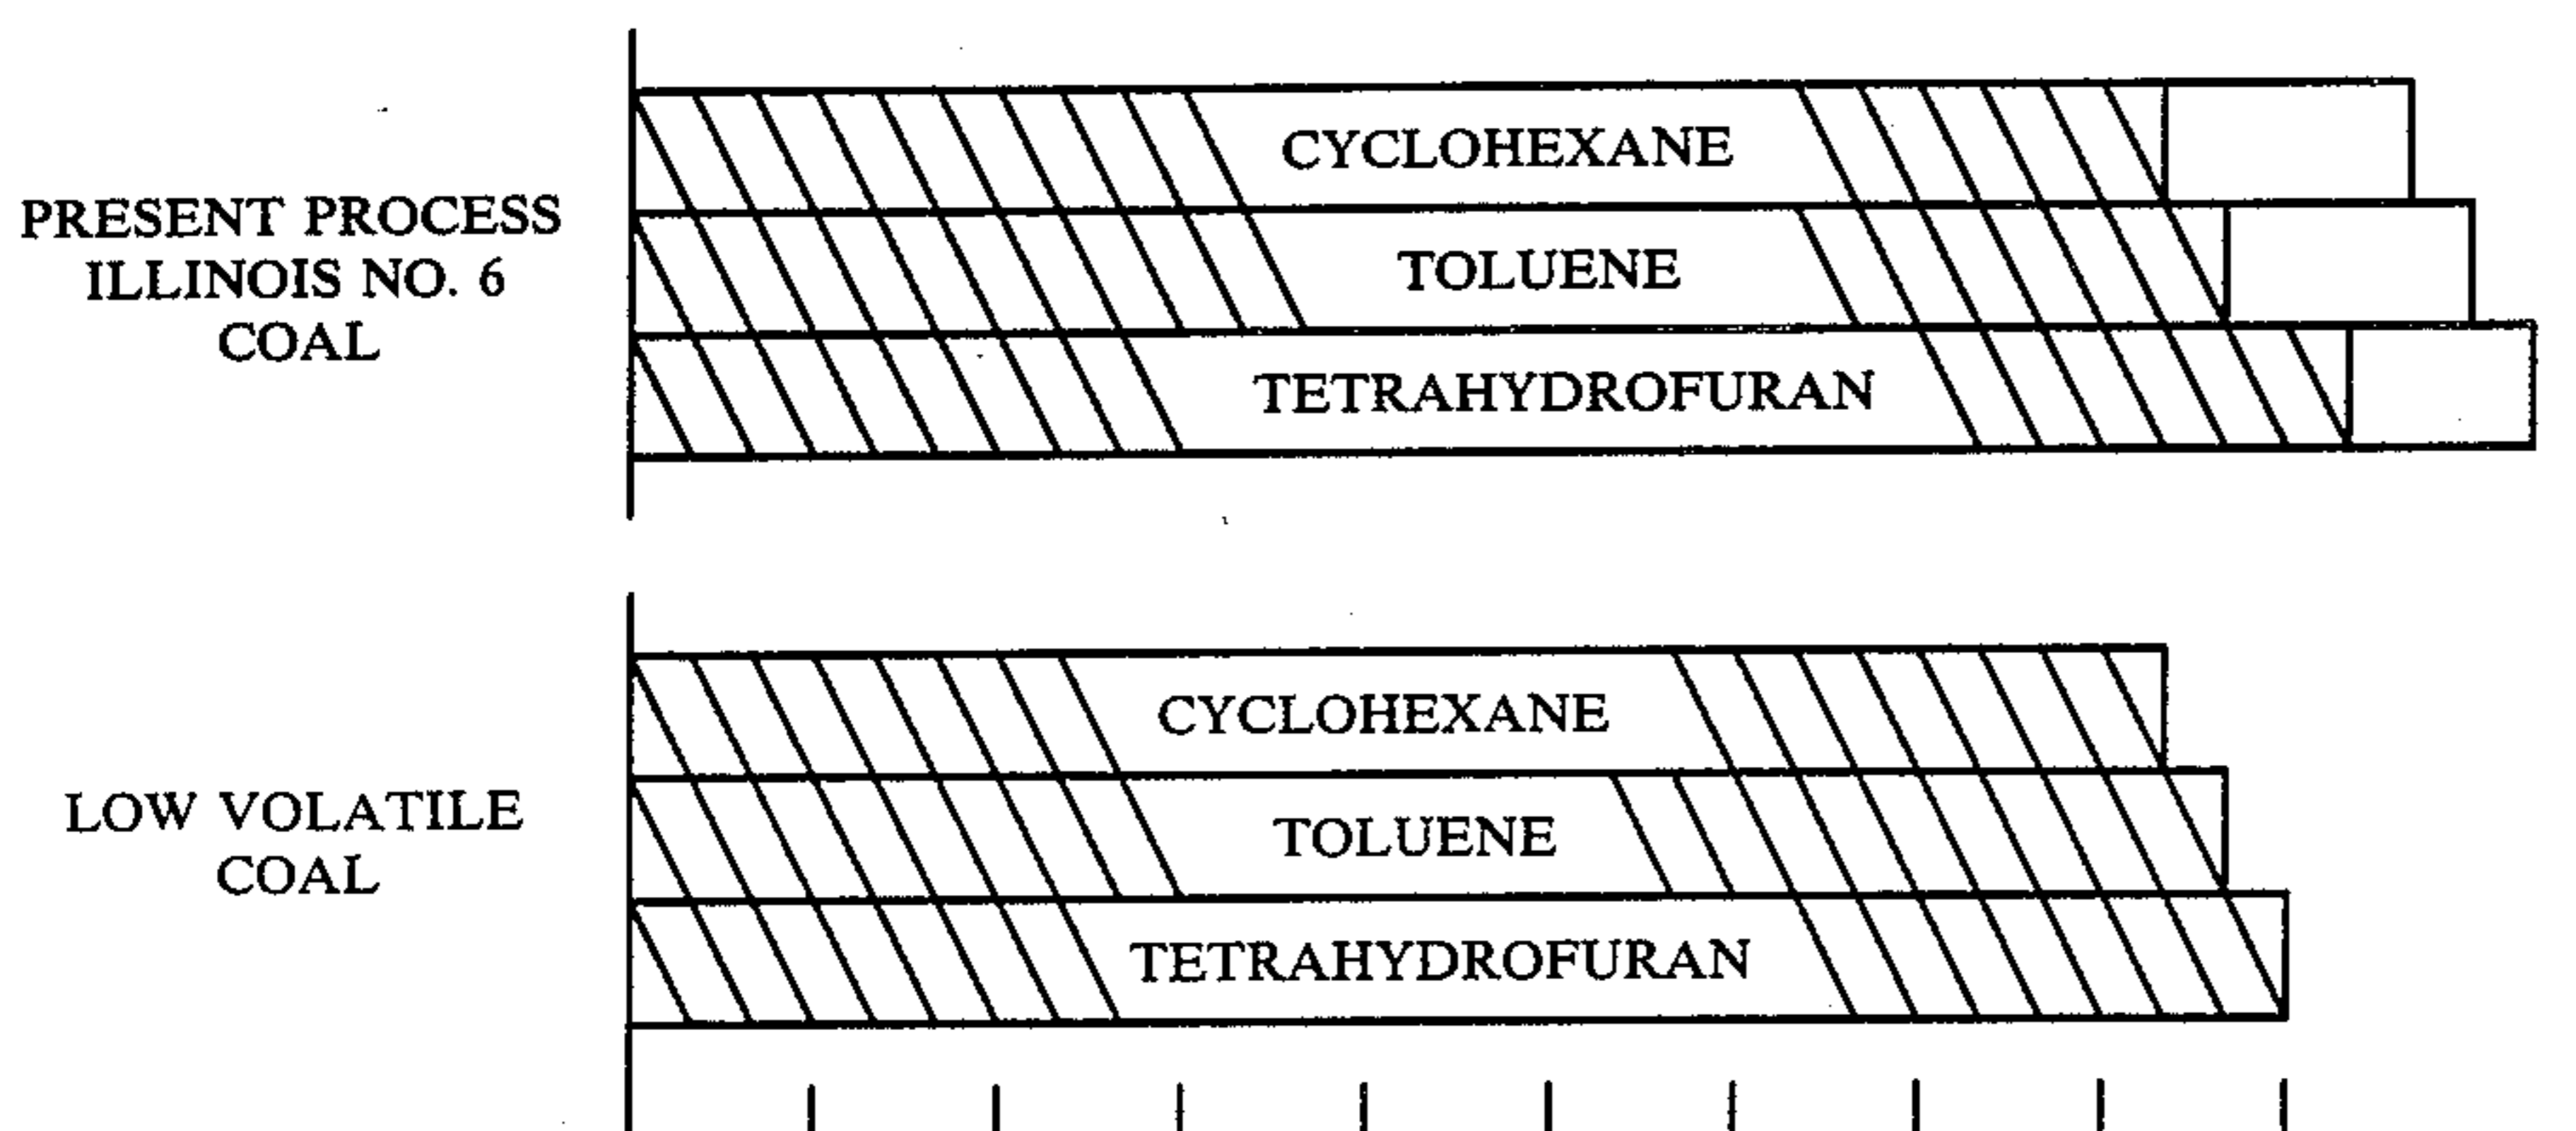 PRESENT PROCESS
ILLINOIS NO. 6
COAL
CYCLOHEXANE
TOLUENE
TETRAHYDROFURAN
LOW VOLATILE
COAL
CYCLOHEXANE
TOLUENE
TETRAHYDROFURAN